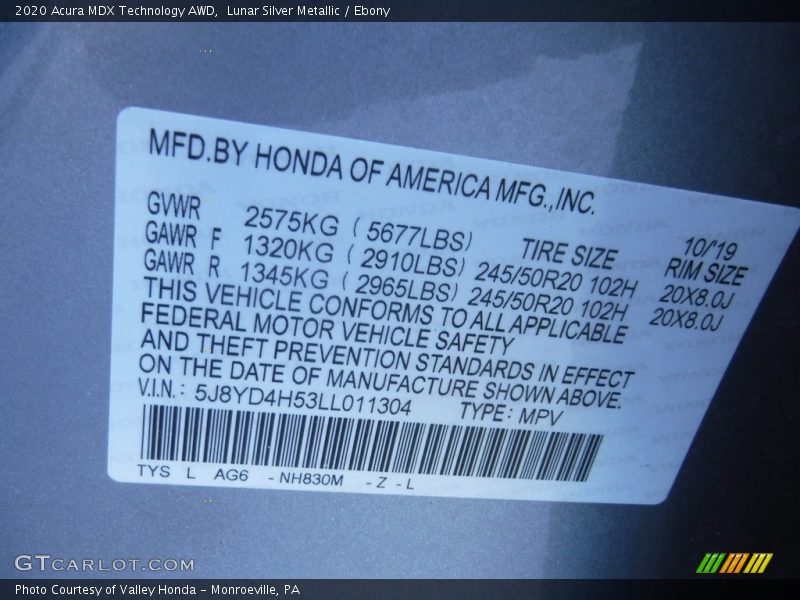 2020 Acura MDX Technology AWD,  Lunar Silver Metallic / Ebony
MFD.BY HONDA OF AMERICA MFG.,INC.
10/'19
GVWR 2575KG ( 5677LBS) TIRE SIZE RIM SIZE
GAWR F 1320KG ( 2910LBS) 245/50R20 102H 20X8.0J
GAWR R 1345KG ( 2965LBS) 245/50R20 102H 20X8.0J
THIS VEHICLE CONFORMS TO ALL APPLICABLE
FEDERAL MOTOR VEHICLE SAFETY
AND THEFT PREVENTION STANDARDS IN EFFECT
ON THE DATE OF MANUFACTURE SHOWN ABOVE.
V.I.N.: 5J8YD4H53LL011304 TYPE: MPV
TYS L AG6 -NH830M -Z -L
GTCARLOT.COM
Photo Courtesy of Valley Honda - Monroeville, PA